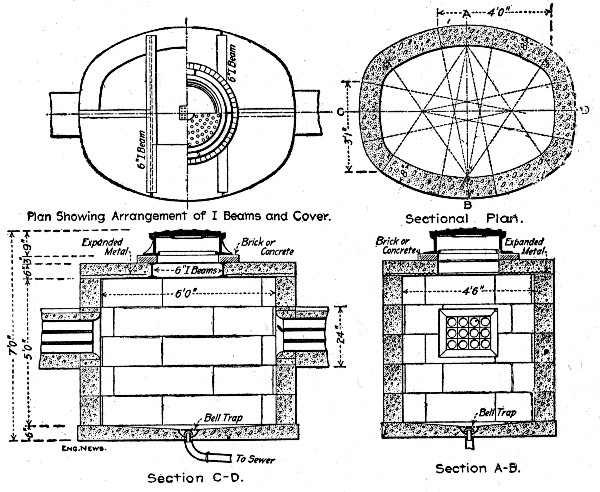 6" I Beam
6" I Beam
Plan Showing Arrangement of I Beams and Cover.
A
4'0"
C
D
3'1"
B
Sectional Plan.
Expanded
Metal
Brick or
Concrete
6" I Beams
6'0"
9"
7'0"
5'0"
6"
24"
Bell Trap
To Sewer
ENG. NEWS.
Section C-D.
Brick or
Concrete
Expanded
Metal
4'6"
Bell Trap
Section A-B.